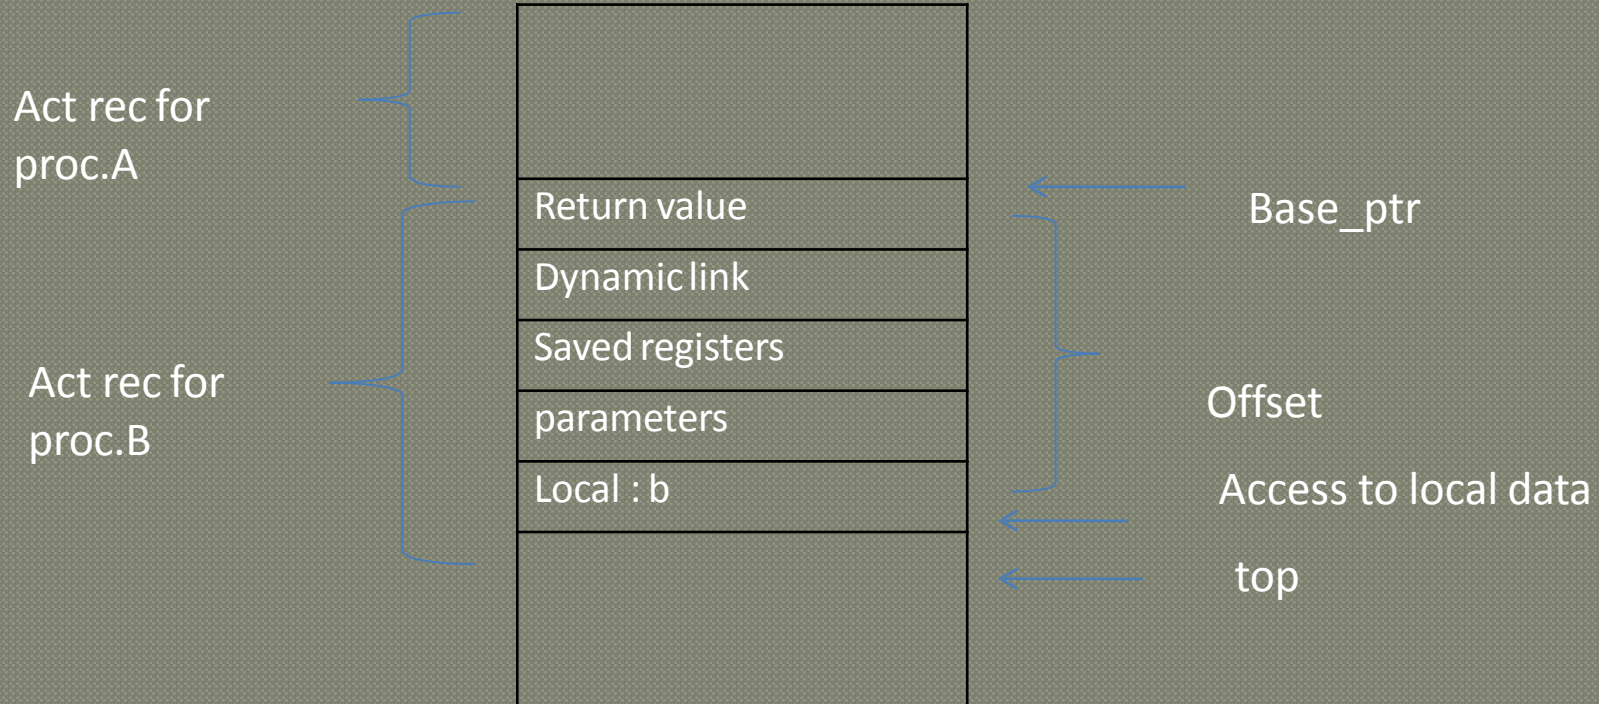 Act rec for
proc.A
Return value
Base_ptr
Dynamic link
Saved registers
Act rec for
proc.B
Offset
parameters
Local : b
Access to local data
top